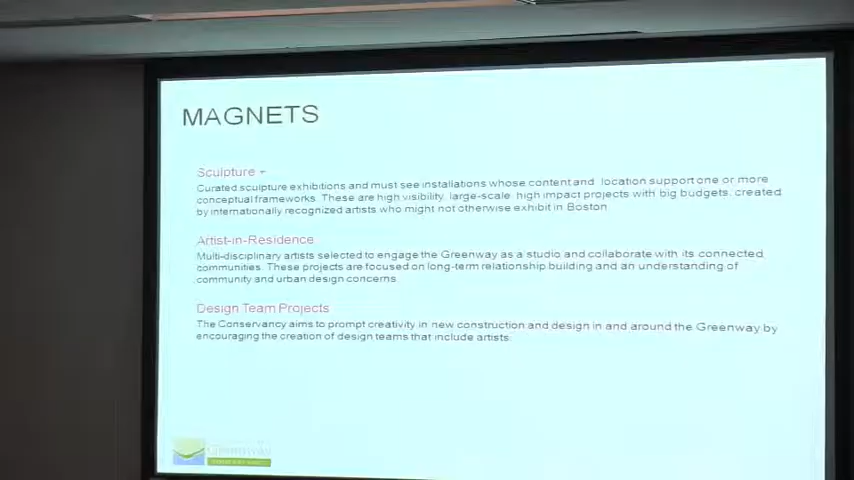 MAGNETS
Sculpture -
Curated sculpture exhibitions and must see installations whose content and location support one or more
conceptual frameworks. These are high visibility, large-scale, high impact projects with big budgets, created
by internationally recognized artists who might not otherwise exhibit in Boston
Artist-in-Residence
Multi-disciplinary artists selected to engage the Greenway as a studio and collaborate with its connected
communities. These projects are focused on long-term relationship building and an understanding of
community and urban design concerns.
Design Team Projects
The Conservancy aims to prompt creativity in new construction and design in and around the Greenway by
encouraging the creation of design teams that include artists.
Greenway